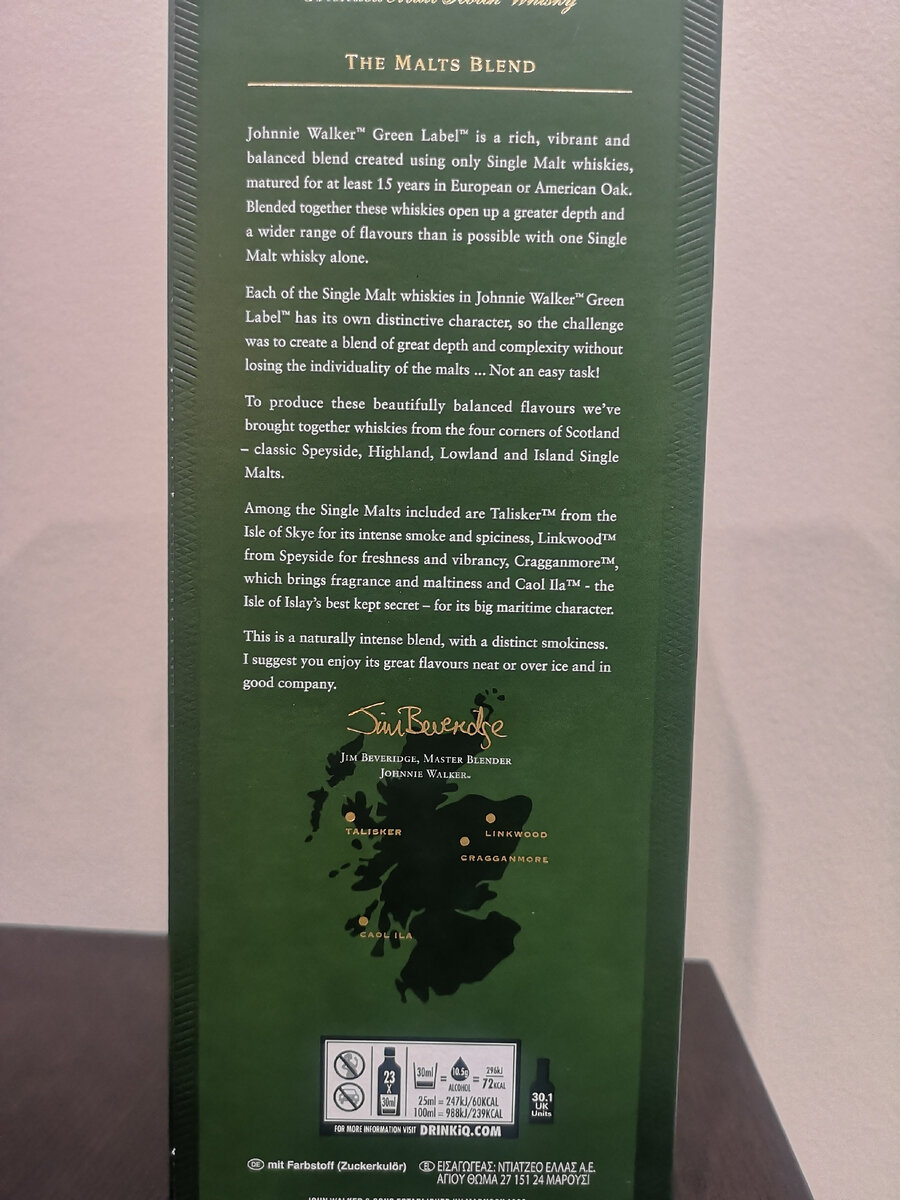 Malt Scotch Whisky
THE MALTS BLEND
Johnnie Walker™ Green Label™ is a rich, vibrant and
balanced blend created using only Single Malt whiskies,
matured for at least 15 years in European or American Oak.
Blended together these whiskies open up a greater depth and
a wider range of flavours than is possible with one Single
Malt whisky alone.
Each of the Single Malt whiskies in Johnnie Walker™ Green
Label™ has its own distinctive character, so the challenge
was to create a blend of great depth and complexity without
losing the individuality of the malts ... Not an easy task!
To produce these beautifully balanced flavours we've
brought together whiskies from the four corners of Scotland
– classic Speyside, Highland, Lowland and Island Single
Malts.
Among the Single Malts included are Talisker™ from the
Isle of Skye for its intense smoke and spiciness, Linkwood™
from Speyside for freshness and vibrancy, Cragganmore™,
which brings fragrance and maltiness and Caol Ila™ - the
Isle of Islay's best kept secret – for its big maritime character.
This is a naturally intense blend, with a distinct smokiness.
I suggest you enjoy its great flavours neat or over ice and in
good company.
Jim Beveridge
JIM BEVERIDGE, MASTER BLENDER
JOHNNIE WALKER™
TALISKER
LINKWOOD
CRAGGANMORE
CAOL ILA
23 x 30ml
30ml = 10.5g ALCOHOL = 296kJ 72KCAL
25ml = 247kJ/60KCAL
100ml = 988kJ/239KCAL
FOR MORE INFORMATION VISIT DRINKiQ.COM
30.1 UK Units
DE mit Farbstoff (Zuckerkulör)
EL ΕΙΣΑΓΩΓΕΑΣ: ΝΤΙΑΤΖΕΟ ΕΛΛΑΣ Α.Ε.
ΑΓΙΟΥ ΘΩΜΑ 27 151 24 ΜΑΡΟΥΣΙ